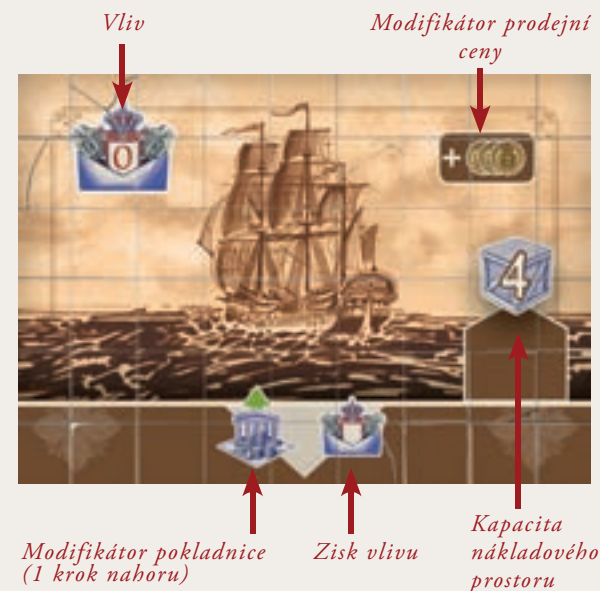 Vliv
Modifikátor prodejní
ceny
0
+
4
Modifikátor pokladnice
(1 krok nahoru)
Zisk vlivu
Kapacita
nákladového
prostoru